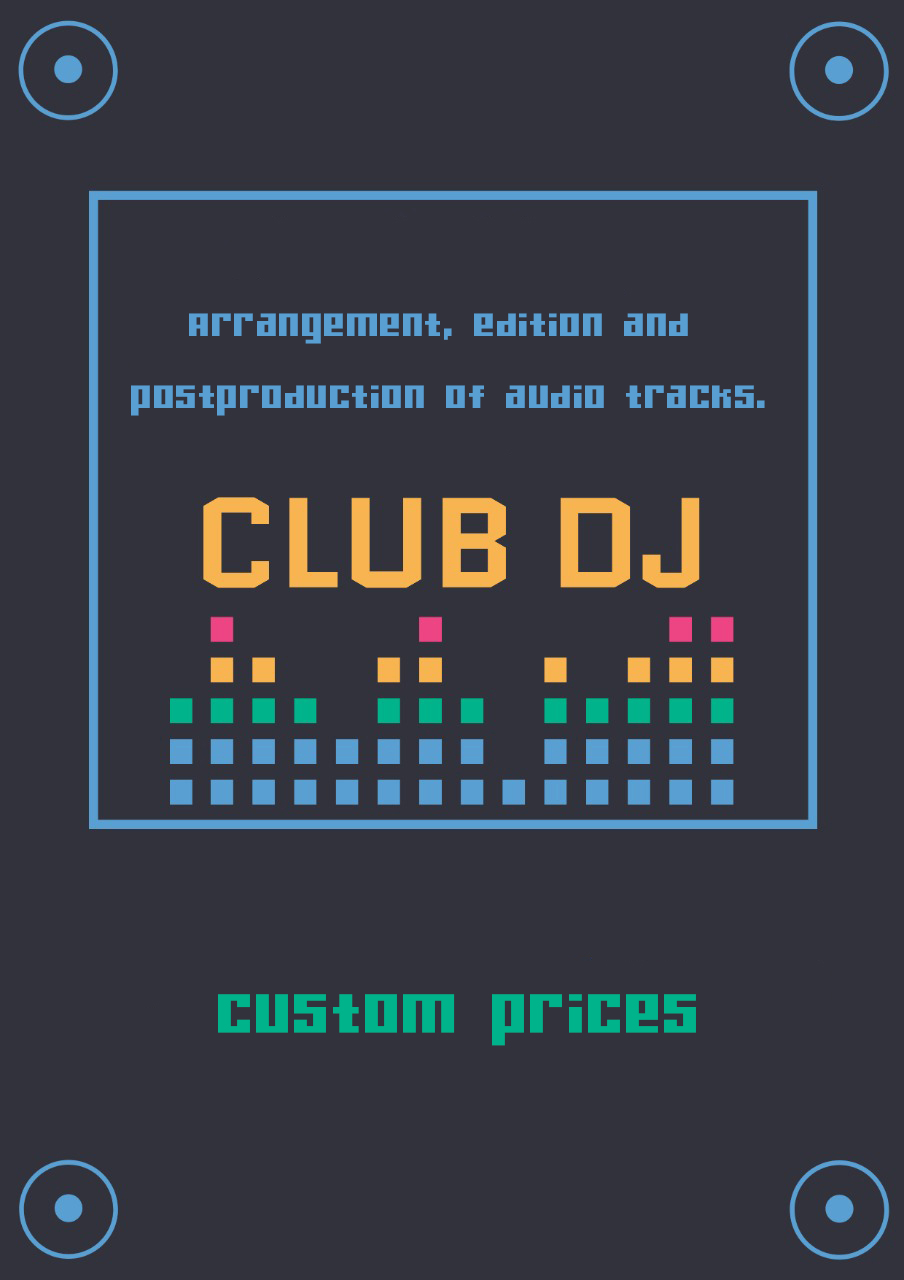 Arrangement, edition and
postproduction of audio tracks.
CLUB DJ
custom prices